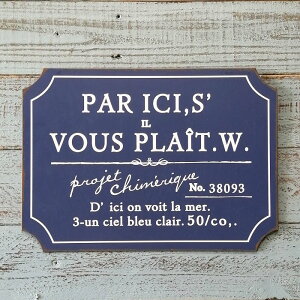 PAR ICI,S'
IL
VOUS PLAÎT.W.
projet chimérique
No. 38093
D' ici on voit la mer.
3-un ciel bleu clair. 50/co,.